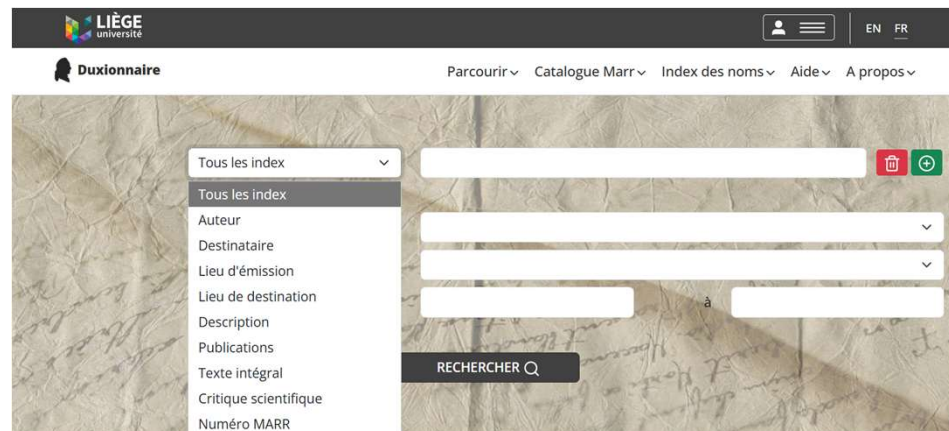 LIÈGE
université
EN FR
Duxionnaire
Parcourir Catalogue Marr Index des noms Aide A propos
Tous les index
Tous les index
Auteur
Destinataire
Lieu d'émission
Lieu de destination
à
Description
Publications
Texte intégral
RECHERCHER
Critique scientifique
Numéro MARR